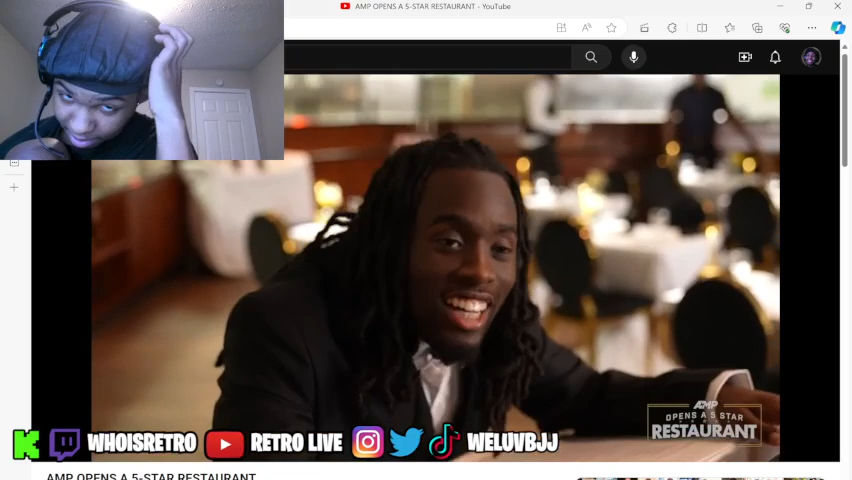 AMP OPENS A 5-STAR RESTAURANT - YouTube
AMP
OPENS A 5 STAR
RESTAURANT
WHOISRETRO
RETRO LIVE
WELUVBJJ
AMP OPENS A 5-STAR RESTAURANT